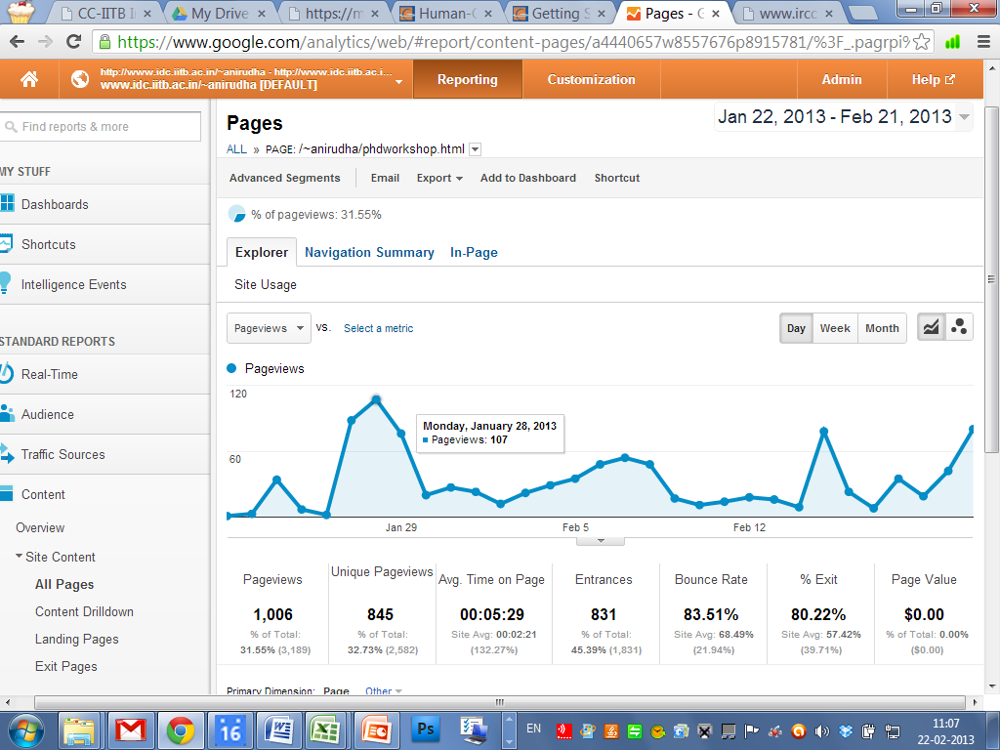 CC-IITB I
My Drive
https://m
Human-C
Getting S
Pages - G
www.ircc
https://www.google.com/analytics/web/#report/content-pages/a4440657w8557676p8915781/%3F_.pagrpi9
http://www.idc.iitb.ac.in/~anirudha - http://www.idc.iitb.ac.i...
www.idc.iitb.ac.in/~anirudha [DEFAULT]
Reporting
Customization
Admin
Help
Find reports & more
MY STUFF
Dashboards
Shortcuts
Intelligence Events
STANDARD REPORTS
Real-Time
Audience
Traffic Sources
Content
Overview
Site Content
All Pages
Content Drilldown
Landing Pages
Exit Pages
Pages
Jan 22, 2013 - Feb 21, 2013
ALL » PAGE: /~anirudha/phdworkshop.html
Advanced Segments Email Export Add to Dashboard Shortcut
% of pageviews: 31.55%
Explorer Navigation Summary In-Page
Site Usage
Pageviews vs. Select a metric
Day Week Month
Pageviews
120
60
Monday, January 28, 2013
Pageviews: 107
Jan 29 Feb 5 Feb 12
Pageviews
1,006
% of Total:
31.55% (3,189)
Unique Pageviews
845
% of Total:
32.73% (2,582)
Avg. Time on Page
00:05:29
Site Avg: 00:02:21
(132.27%)
Entrances
831
% of Total:
45.39% (1,831)
Bounce Rate
83.51%
Site Avg: 68.49%
(21.94%)
% Exit
80.22%
Site Avg: 57.42%
(39.71%)
Page Value
$0.00
% of Total: 0.00%
($0.00)
Primary Dimension: Page Other
16
Ps
EN
11:07
22-02-2013